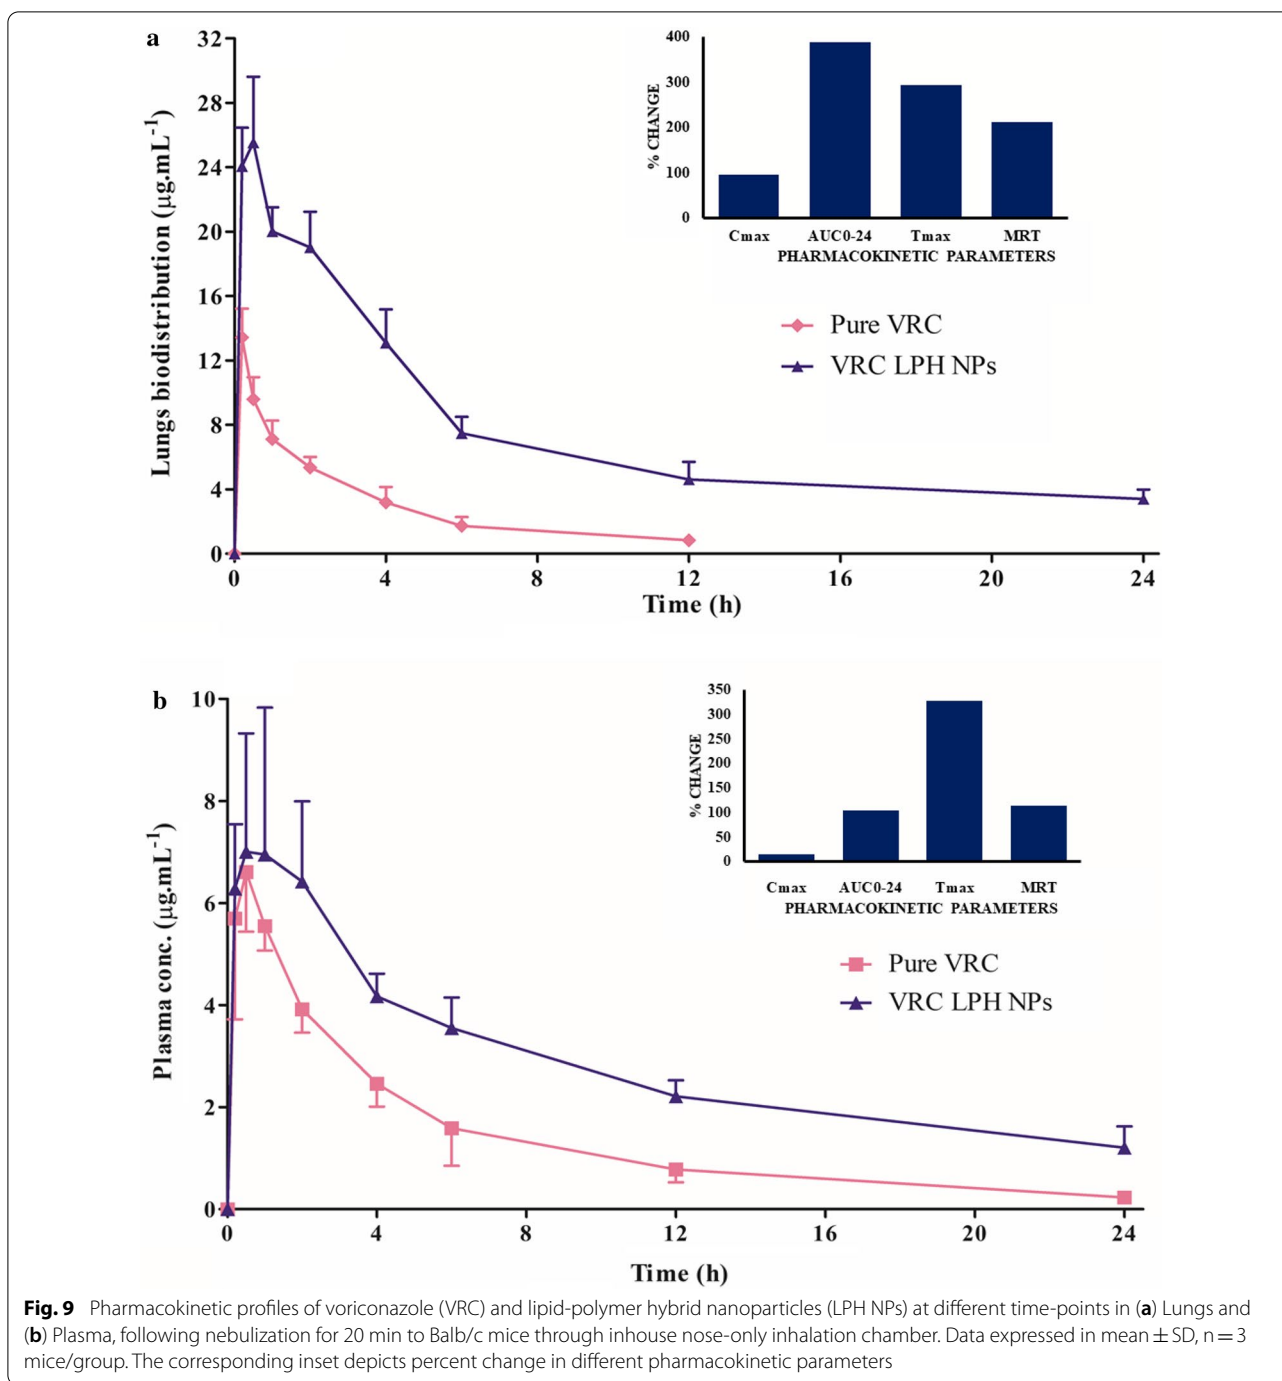 a
32
28
24
20
16
12
8
4
0
Lungs biodistribution (µg.mL⁻¹)
0 4 8 12 16 20 24
Time (h)
400
300
200
100
0
% CHANGE
Cmax AUC0-24 Tmax MRT
PHARMACOKINETIC PARAMETERS
Pure VRC
VRC LPH NPs
b
10
8
6
4
2
0
Plasma conc. (µg.mL⁻¹)
0 4 8 12 16 20 24
Time (h)
350
300
250
200
150
100
50
0
% CHANGE
Cmax AUC0-24 Tmax MRT
PHARMACOKINETIC PARAMETERS
Pure VRC
VRC LPH NPs
Fig. 9 Pharmacokinetic profiles of voriconazole (VRC) and lipid-polymer hybrid nanoparticles (LPH NPs) at different time-points in (a) Lungs and
(b) Plasma, following nebulization for 20 min to Balb/c mice through inhouse nose-only inhalation chamber. Data expressed in mean ± SD, n = 3
mice/group. The corresponding inset depicts percent change in different pharmacokinetic parameters